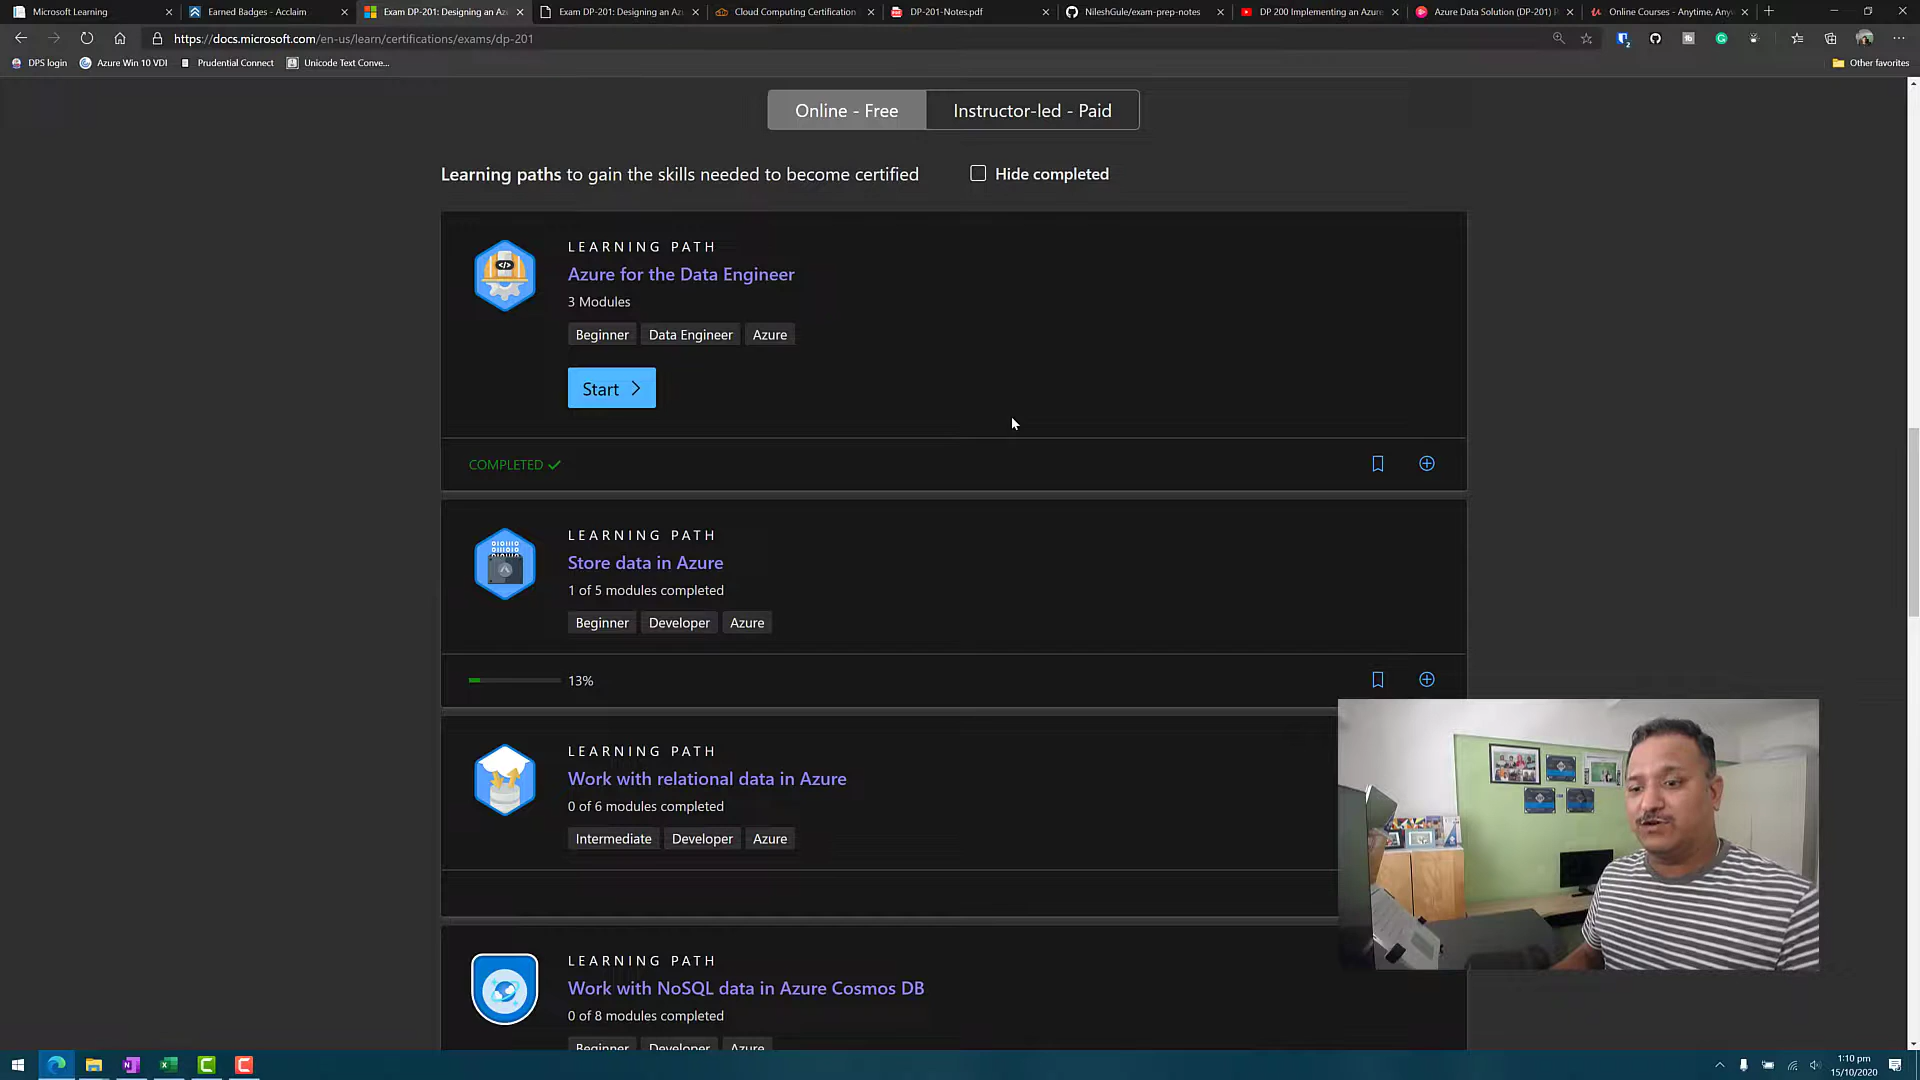 Microsoft Learning
Earned Badges - Acclaim
Exam DP-201: Designing an Az
Exam DP-201: Designing an Azu
Cloud Computing Certification
DP-201-Notes.pdf
NileshGule/exam-prep-notes
DP 200 Implementing an Azure
Azure Data Solution (DP-201) P
Online Courses - Anytime, Any
https://docs.microsoft.com/en-us/learn/certifications/exams/dp-201
DPS login
Azure Win 10 VDI
Prudential Connect
Unicode Text Conve...
Other favorites
Online - Free
Instructor-led - Paid
Learning paths to gain the skills needed to become certified
Hide completed
LEARNING PATH
Azure for the Data Engineer
3 Modules
Beginner Data Engineer Azure
Start
COMPLETED
LEARNING PATH
Store data in Azure
1 of 5 modules completed
Beginner Developer Azure
13%
LEARNING PATH
Work with relational data in Azure
0 of 6 modules completed
Intermediate Developer Azure
LEARNING PATH
Work with NoSQL data in Azure Cosmos DB
0 of 8 modules completed
Beginner Developer Azure
1:10 pm
15/10/2020